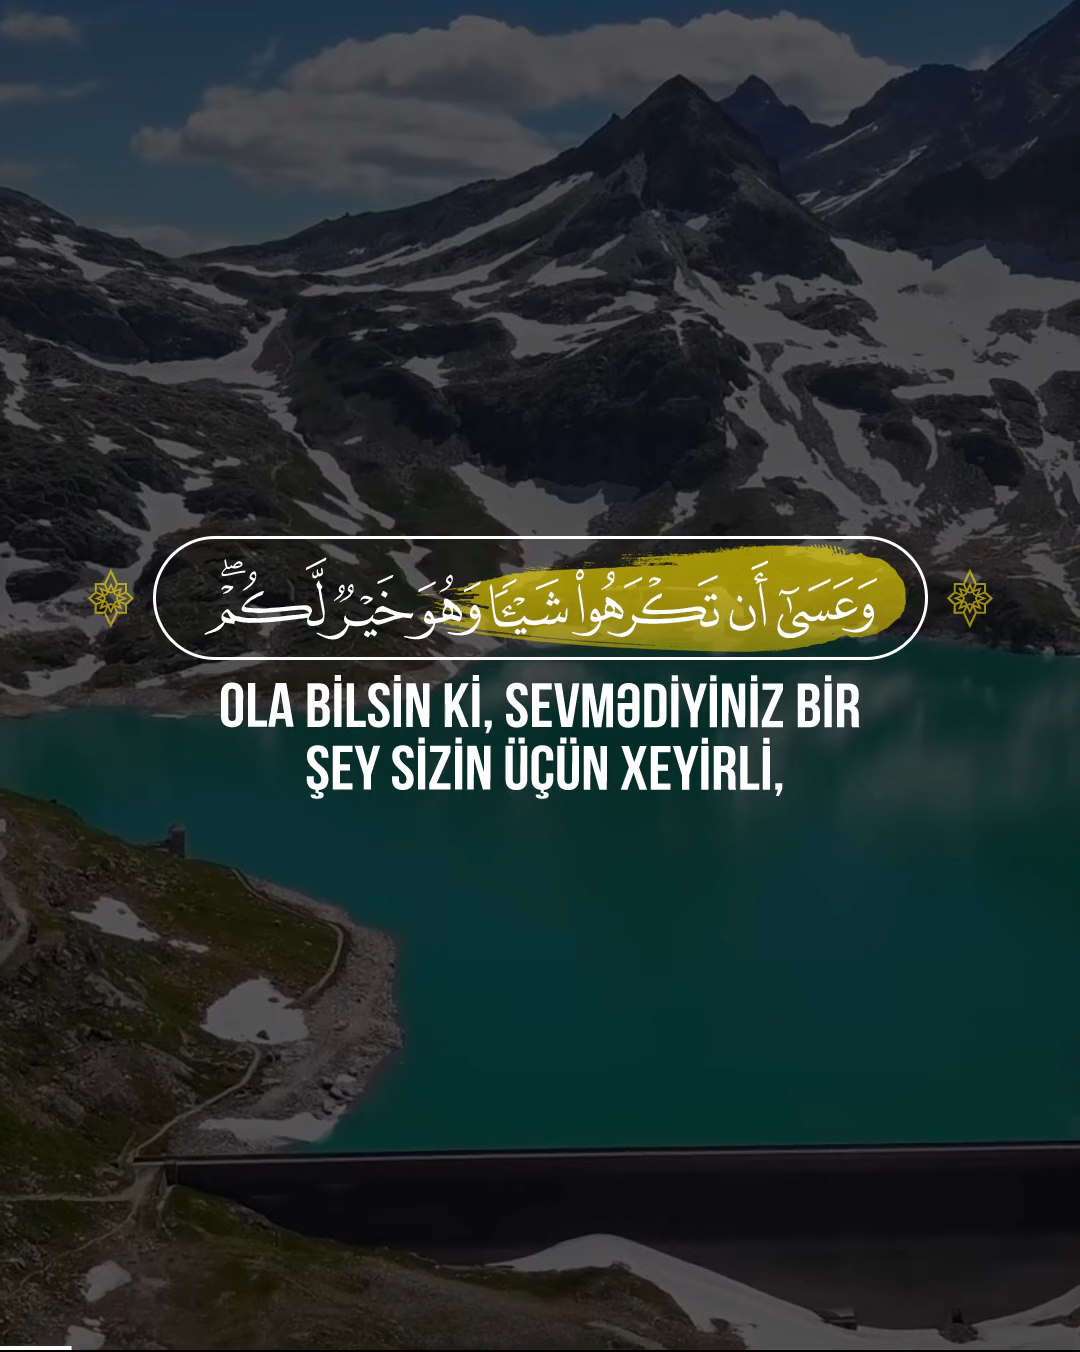 وَعَسَىٰٓ أَن تَكۡرَهُواْ شَيۡـٔٗا وَهُوَ خَيۡرٞ لَّكُمۡۖ
OLA BİLSİN Kİ, SEVMƏDİYİNİZ BİR
ŞEY SİZİN ÜÇÜN XEYİRLİ,